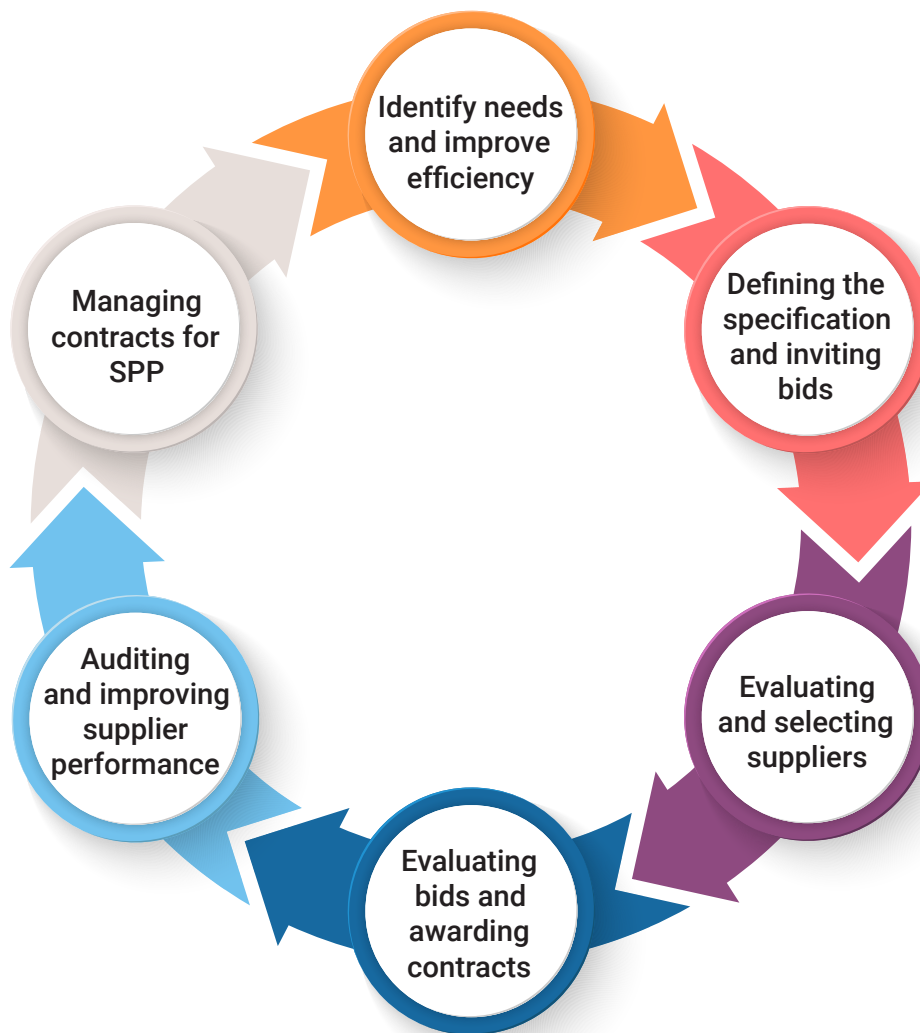 Identify needs
and improve
efficiency
Defining the
specification
and inviting
bids
Evaluating
and selecting
suppliers
Evaluating
bids and
awarding
contracts
Auditing
and improving
supplier
performance
Managing
contracts for
SPP